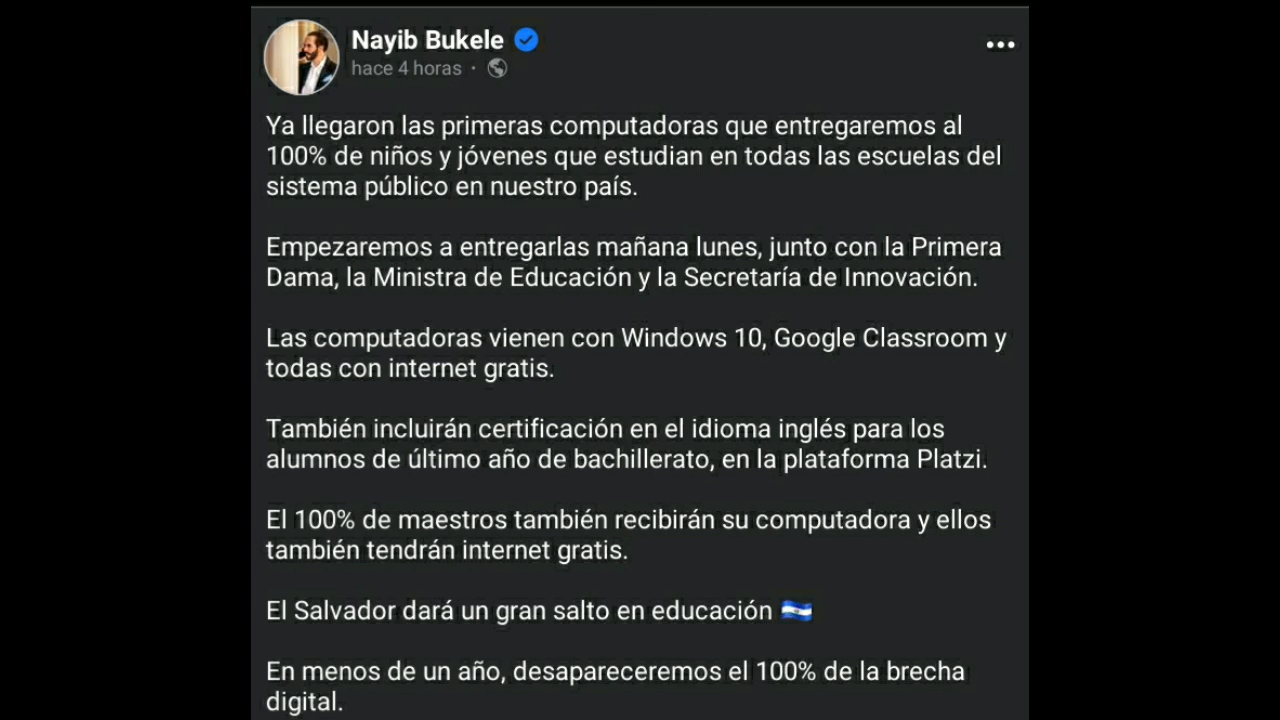 Nayib Bukele
hace 4 horas ·
Ya llegaron las primeras computadoras que entregaremos al
100% de niños y jóvenes que estudian en todas las escuelas del
sistema público en nuestro país.
Empezaremos a entregarlas mañana lunes, junto con la Primera
Dama, la Ministra de Educación y la Secretaría de Innovación.
Las computadoras vienen con Windows 10, Google Classroom y
todas con internet gratis.
También incluirán certificación en el idioma inglés para los
alumnos de último año de bachillerato, en la plataforma Platzi.
El 100% de maestros también recibirán su computadora y ellos
también tendrán internet gratis.
El Salvador dará un gran salto en educación 🇸🇻
En menos de un año, desapareceremos el 100% de la brecha
digital.